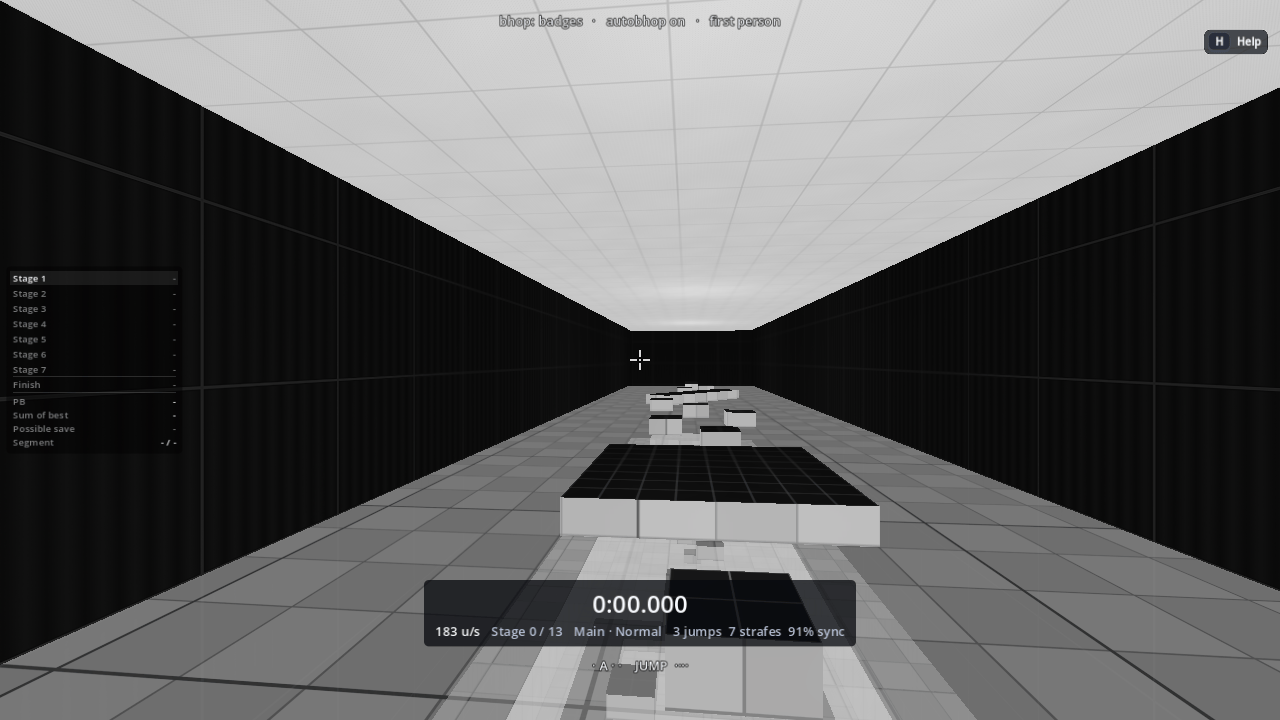 bhop: badges · autobhop on · first person
H Help
Stage 1 -
Stage 2 -
Stage 3 -
Stage 4 -
Stage 5 -
Stage 6 -
Stage 7 -
Finish -
PB -
Sum of best -
Possible save -
Segment - / -
0:00.000
183 u/s Stage 0 / 13 Main · Normal 3 jumps 7 strafes 91% sync
· A · · JUMP ····